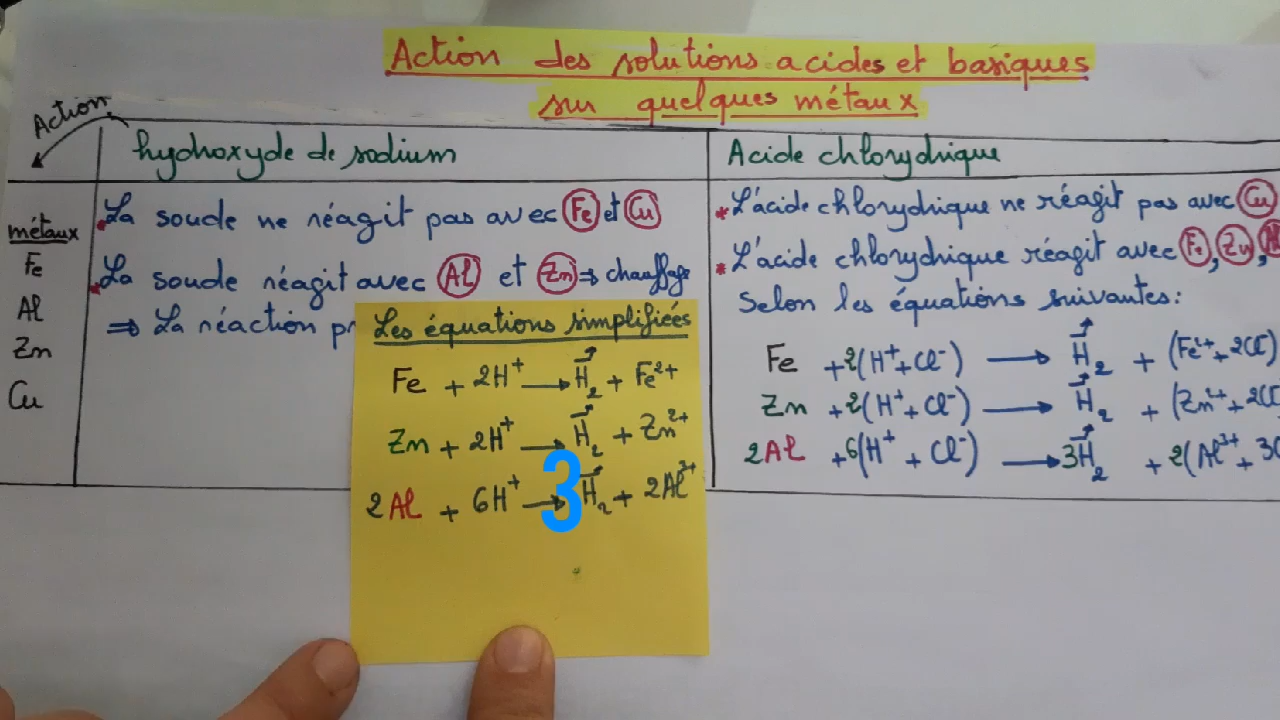 Action des solutions acides et basiques
sur quelques métaux
Action
hydroxyde de sodium
Acide chlorydrique
métaux
Fe
Al
Zn
Cu
* La soude ne réagit pas avec Fe et Cu
* La soude réagit avec Al et Zn ⇒ chauffage
⇒ La réaction pr
Les équations simplifiées
Fe + 2H⁺ → H₂ + Fe²⁺
Zn + 2H⁺ → H₂ + Zn²⁺
2Al + 6H⁺ → 3H₂ + 2Al³⁺
* L'acide chlorydrique ne réagit pas avec Cu
* L'acide chlorydrique réagit avec Fe, Zn,
Selon les équations suivantes:
Fe + 2(H⁺ + Cl⁻) → H₂ + (Fe²⁺ + 2Cl⁻)
Zn + 2(H⁺ + Cl⁻) → H₂ + (Zn²⁺ + 2Cl
2Al + 6(H⁺ + Cl⁻) → 3H₂ + 2(Al³⁺ + 3C